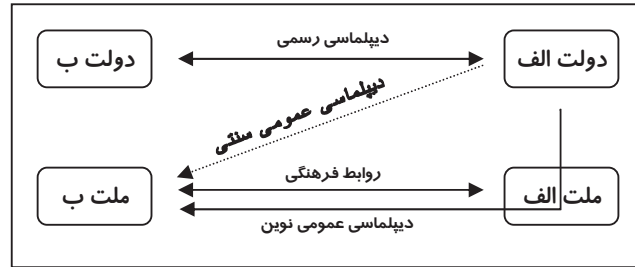 دیپلماسی رسمی
دولت الف
دولت ب
دیپلماسی عمومی سنتی
روابط فرهنگی
ملت الف
ملت ب
دیپلماسی عمومی نوین